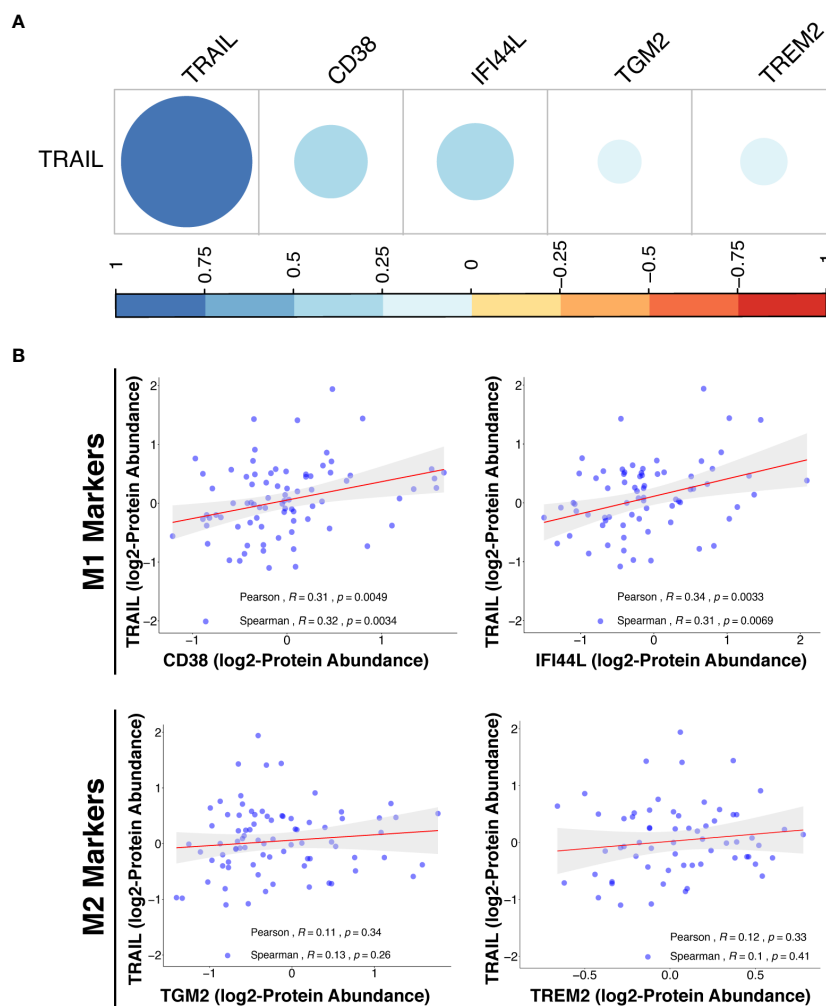 A
TRAIL CD38 IFI44L TGM2 TREM2
TRAIL
1 0.75 0.5 0.25 0 −0.25 −0.5 −0.75 −1
B
M1 Markers
TRAIL (log2-Protein Abundance)
2
1
0
−1
−2
Pearson , R = 0.31 , p = 0.0049
Spearman , R = 0.32 , p = 0.0034
−1 0 1
CD38 (log2-Protein Abundance)
TRAIL (log2-Protein Abundance)
2
1
0
−1
−2
Pearson , R = 0.34 , p = 0.0033
Spearman , R = 0.31 , p = 0.0069
−1 0 1 2
IFI44L (log2-Protein Abundance)
M2 Markers
TRAIL (log2-Protein Abundance)
2
1
0
−1
−2
Pearson , R = 0.11 , p = 0.34
Spearman , R = 0.13 , p = 0.26
−1 0 1
TGM2 (log2-Protein Abundance)
TRAIL (log2-Protein Abundance)
2
1
0
−1
−2
Pearson , R = 0.12 , p = 0.33
Spearman , R = 0.1 , p = 0.41
−0.5 0.0 0.5
TREM2 (log2-Protein Abundance)